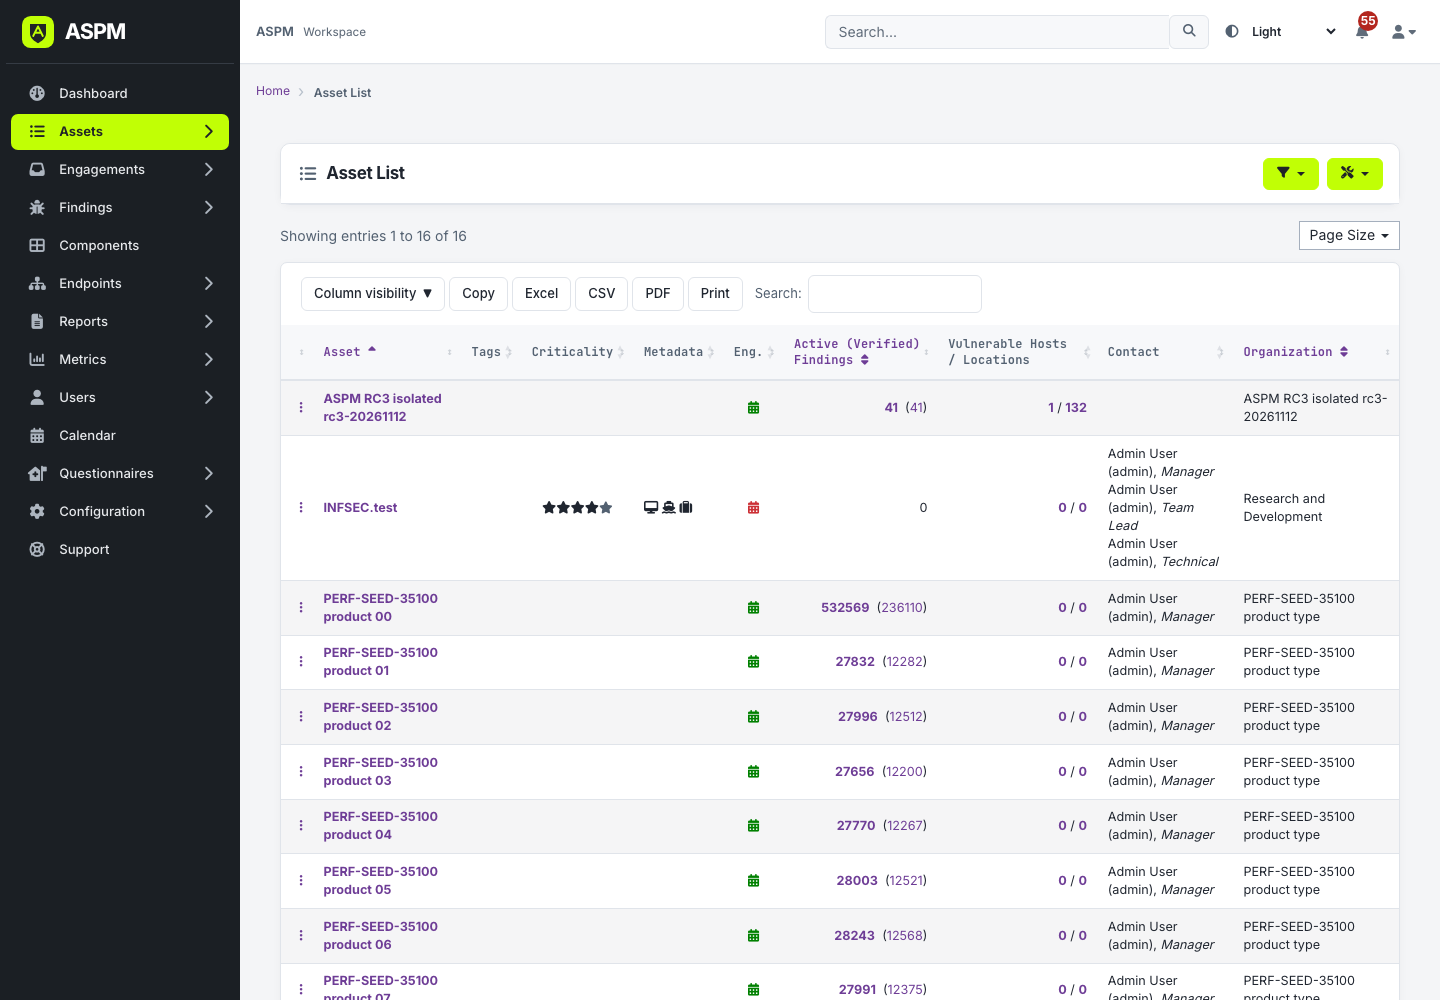 ASPM
ASPM Workspace
Search...
Light
55
Dashboard
Assets
Engagements
Findings
Components
Endpoints
Reports
Metrics
Users
Calendar
Questionnaires
Configuration
Support
Home
Asset List
Asset List
Showing entries 1 to 16 of 16
Page Size
Column visibility ▼ Copy Excel CSV PDF Print Search:
Asset Tags Criticality Metadata Eng. Active (Verified) Findings Vulnerable Hosts / Locations Contact Organization
ASPM RC3 isolated rc3-20261112 41 (41) 1 / 132 ASPM RC3 isolated rc3-20261112
INFSEC.test 0 0 / 0 Admin User (admin), Manager Admin User (admin), Team Lead Admin User (admin), Technical Research and Development
PERF-SEED-35100 product 00 532569 (236110) 0 / 0 Admin User (admin), Manager PERF-SEED-35100 product type
PERF-SEED-35100 product 01 27832 (12282) 0 / 0 Admin User (admin), Manager PERF-SEED-35100 product type
PERF-SEED-35100 product 02 27996 (12512) 0 / 0 Admin User (admin), Manager PERF-SEED-35100 product type
PERF-SEED-35100 product 03 27656 (12200) 0 / 0 Admin User (admin), Manager PERF-SEED-35100 product type
PERF-SEED-35100 product 04 27770 (12267) 0 / 0 Admin User (admin), Manager PERF-SEED-35100 product type
PERF-SEED-35100 product 05 28003 (12521) 0 / 0 Admin User (admin), Manager PERF-SEED-35100 product type
PERF-SEED-35100 product 06 28243 (12568) 0 / 0 Admin User (admin), Manager PERF-SEED-35100 product type
PERF-SEED-35100 product 07 27991 (12375) 0 / 0 Admin User (admin), Manager PERF-SEED-35100 product type